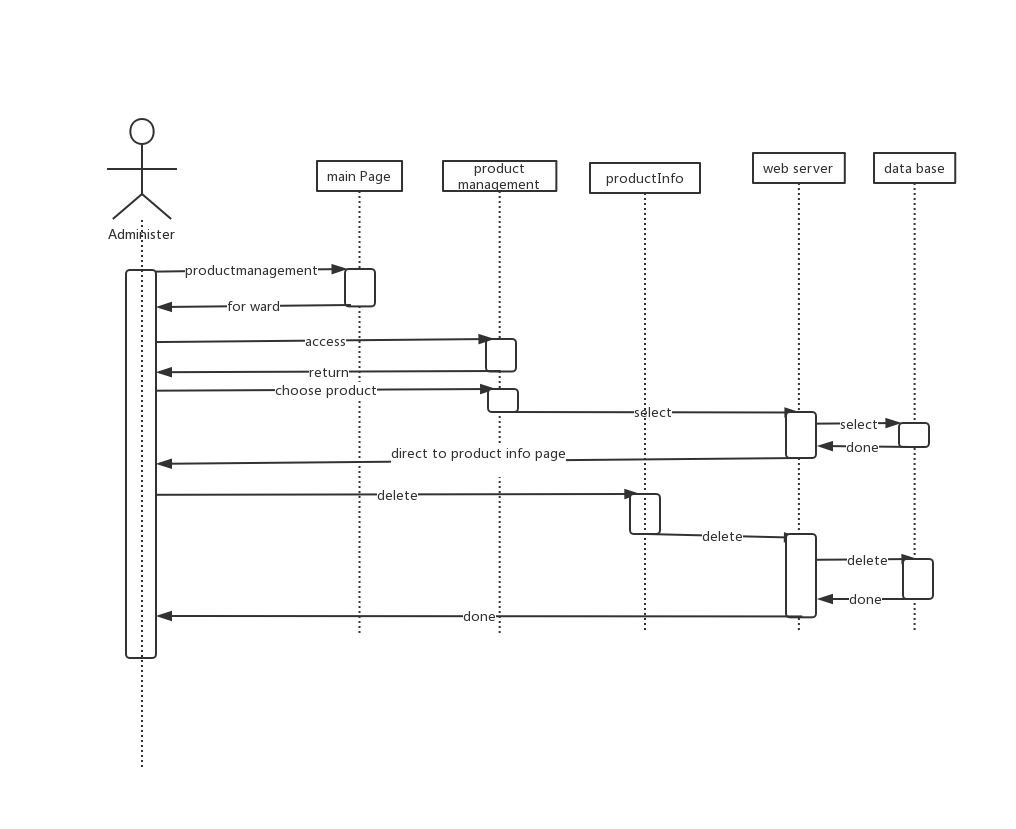 web server
data base
main Page
product
management
productInfo
Administer
productmanagement
for ward
access
return
choose product
select
select
done
direct to product info page
delete
delete
delete
done
done